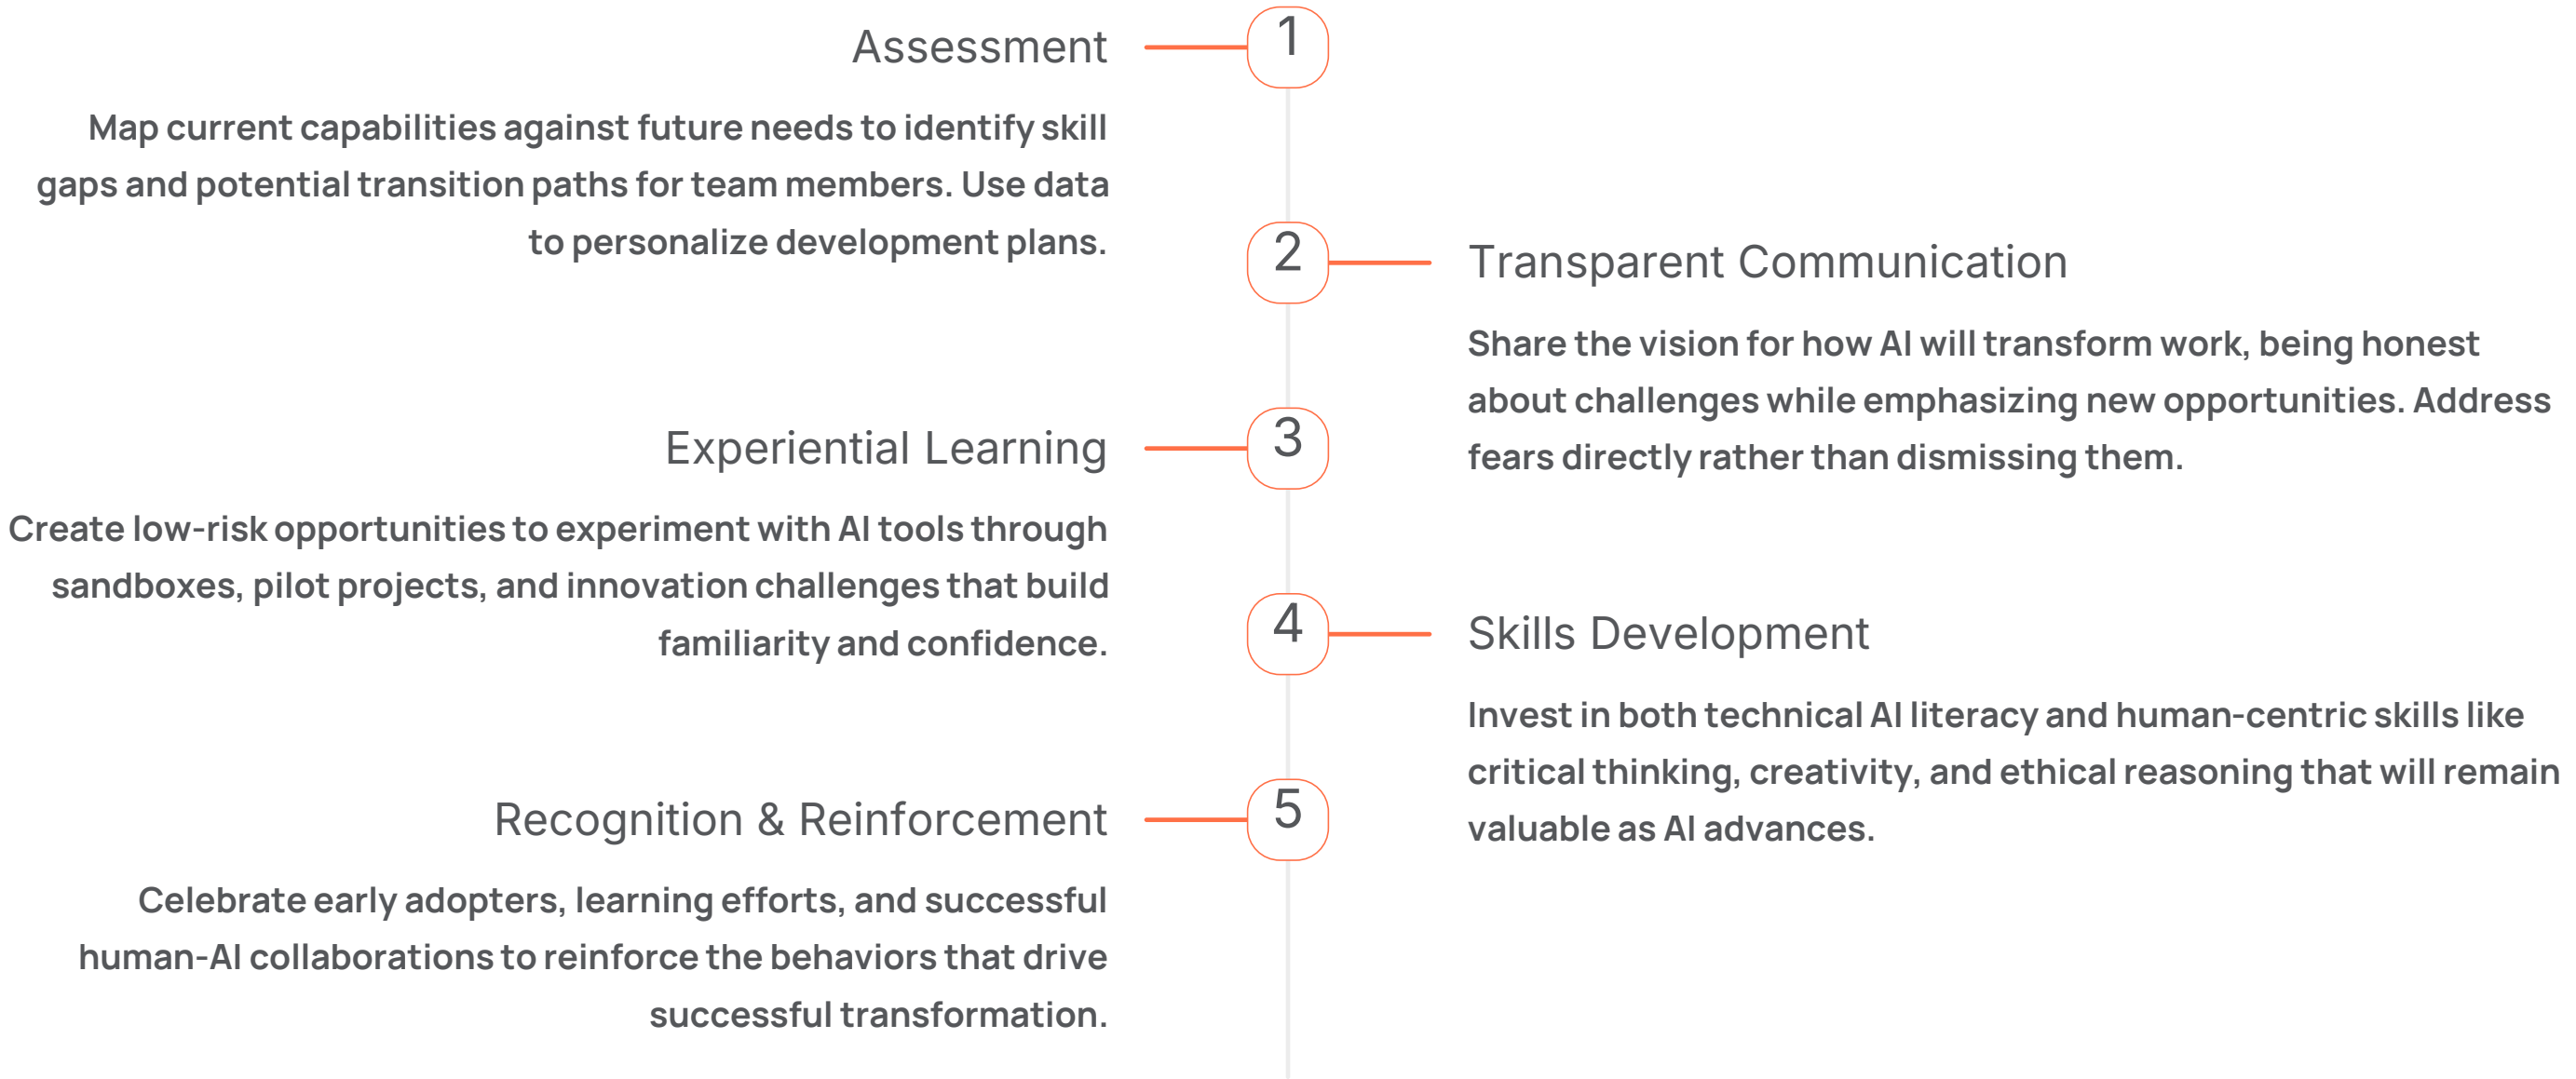 1
Assessment
Map current capabilities against future needs to identify skill
gaps and potential transition paths for team members. Use data
to personalize development plans.
2
Transparent Communication
Share the vision for how AI will transform work, being honest
about challenges while emphasizing new opportunities. Address
fears directly rather than dismissing them.
3
Experiential Learning
Create low-risk opportunities to experiment with AI tools through
sandboxes, pilot projects, and innovation challenges that build
familiarity and confidence.
4
Skills Development
Invest in both technical AI literacy and human-centric skills like
critical thinking, creativity, and ethical reasoning that will remain
valuable as AI advances.
5
Recognition & Reinforcement
Celebrate early adopters, learning efforts, and successful
human-AI collaborations to reinforce the behaviors that drive
successful transformation.